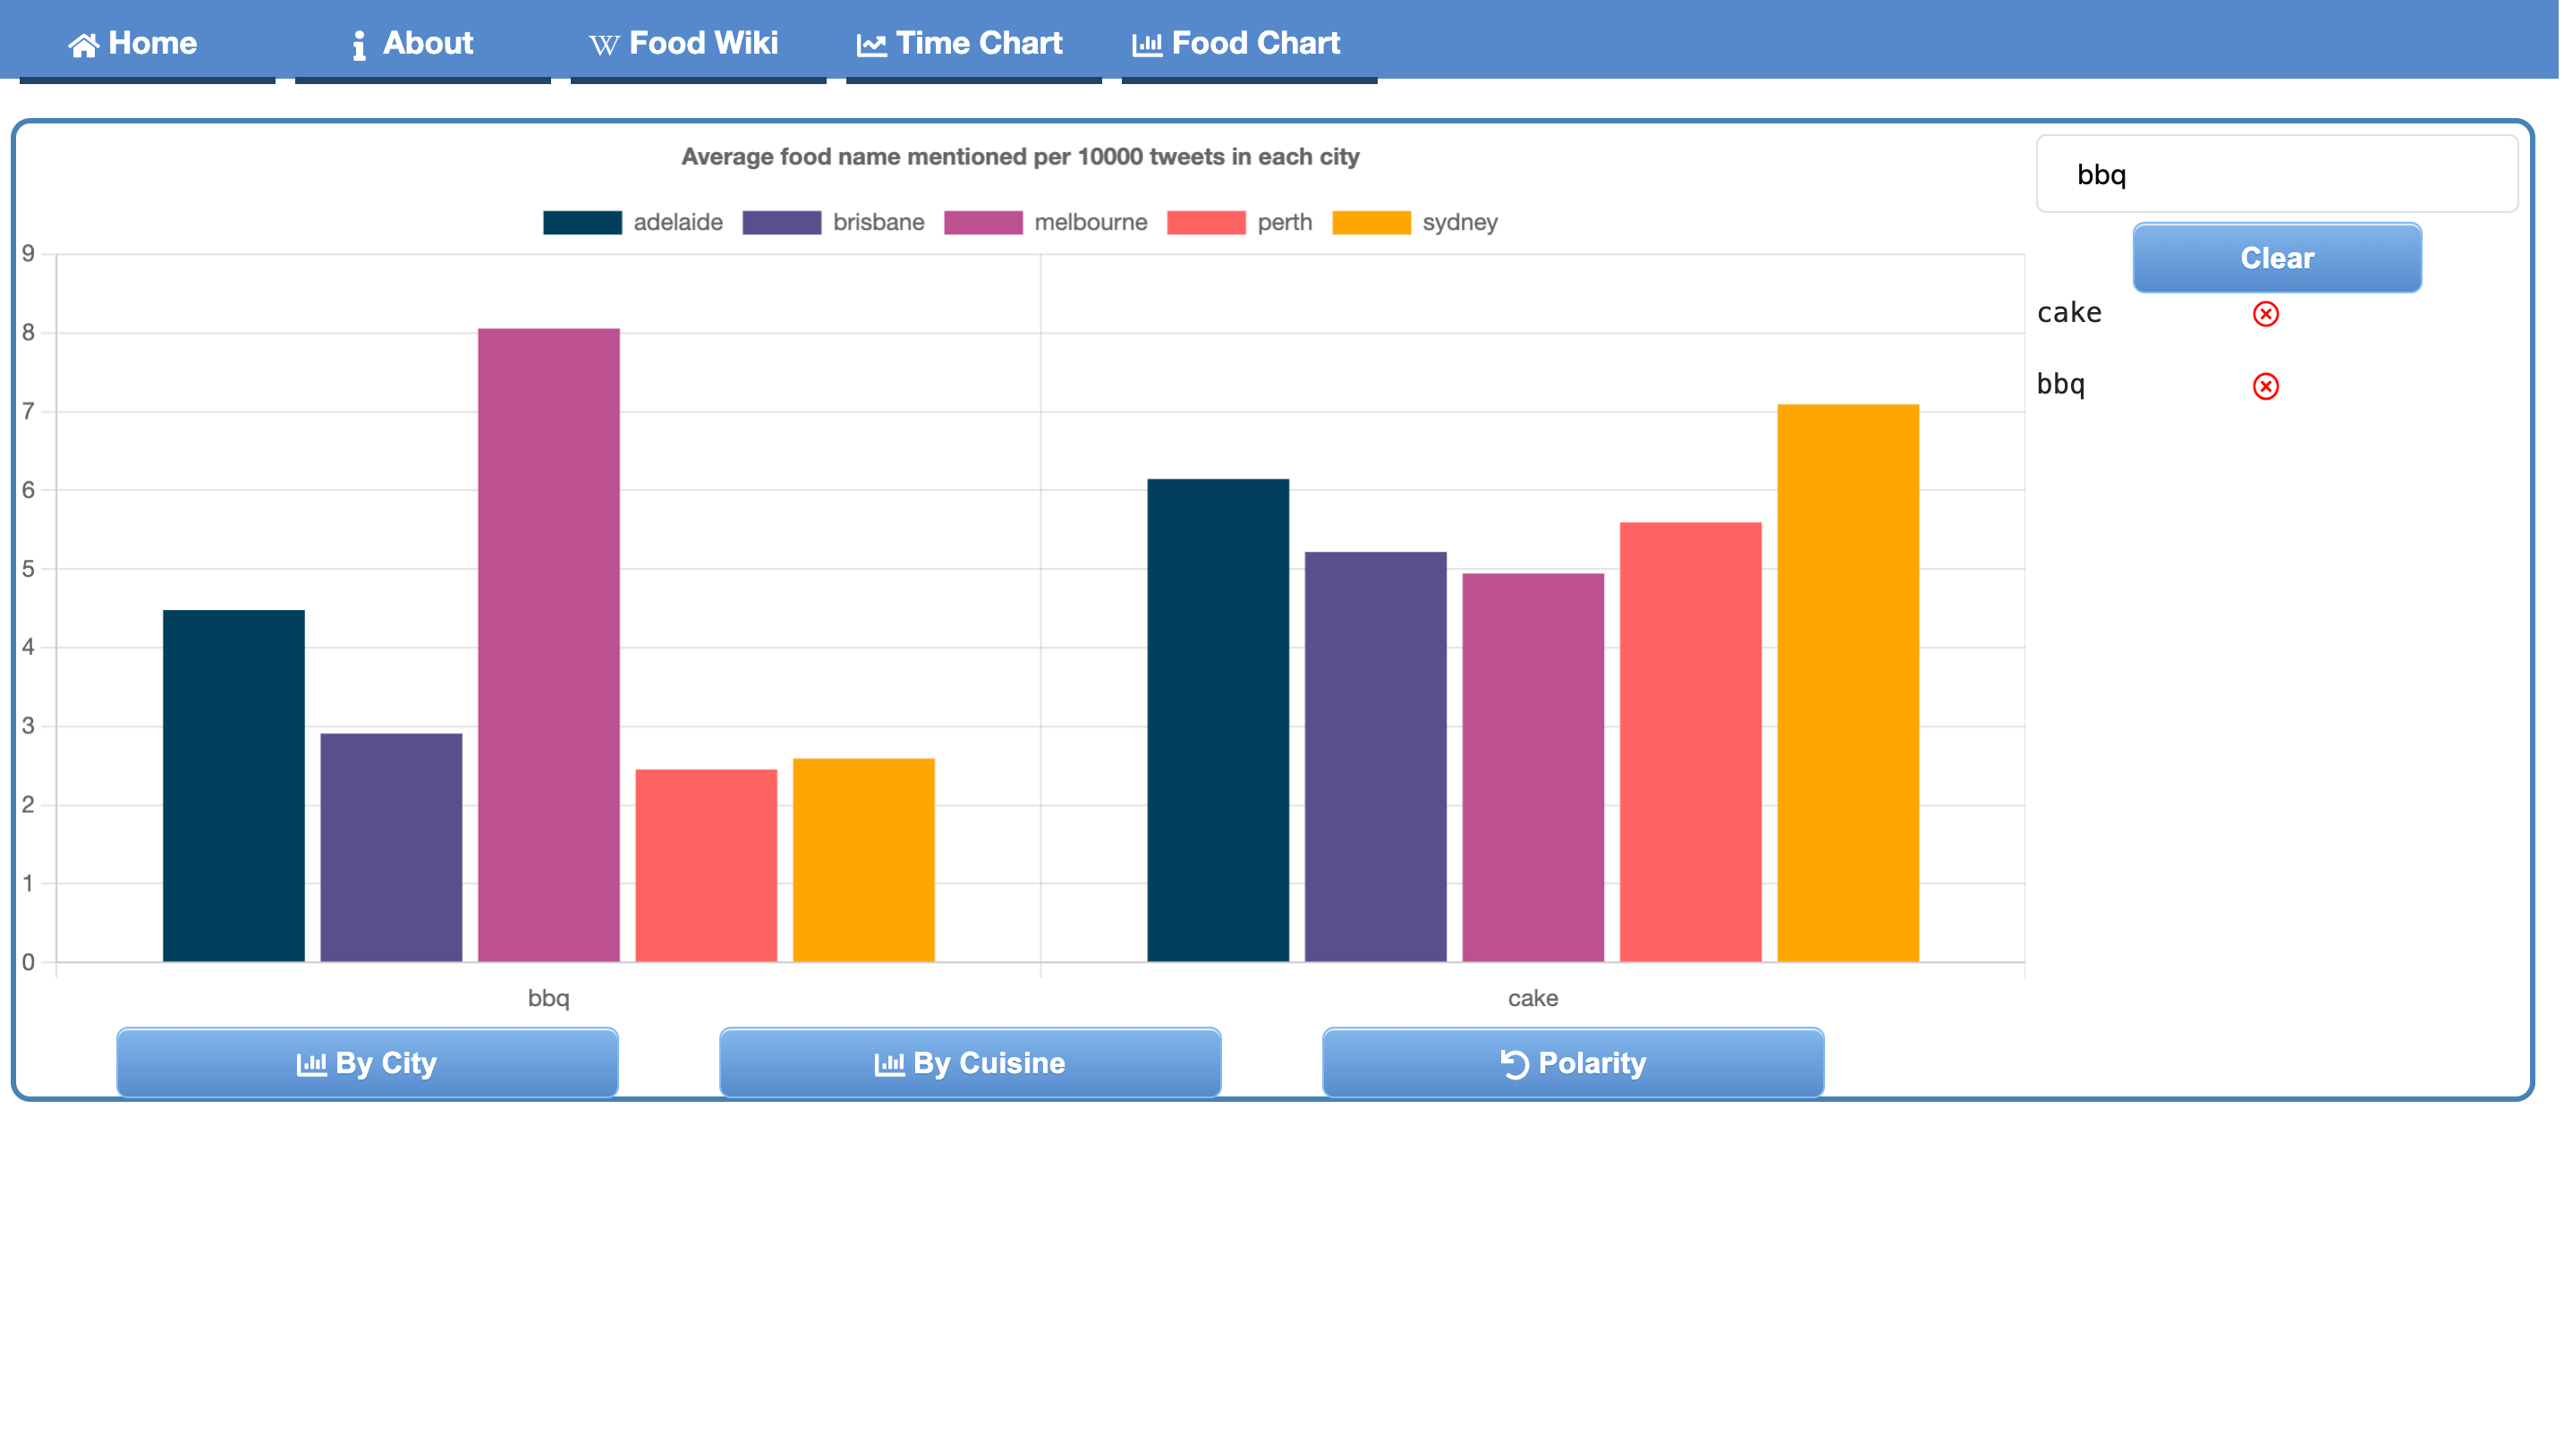 Home About Food Wiki Time Chart Food Chart
Average food name mentioned per 10000 tweets in each city
adelaide brisbane melbourne perth sydney
9
8
7
6
5
4
3
2
1
0
bbq cake
By City By Cuisine Polarity
bbq
Clear
cake
bbq